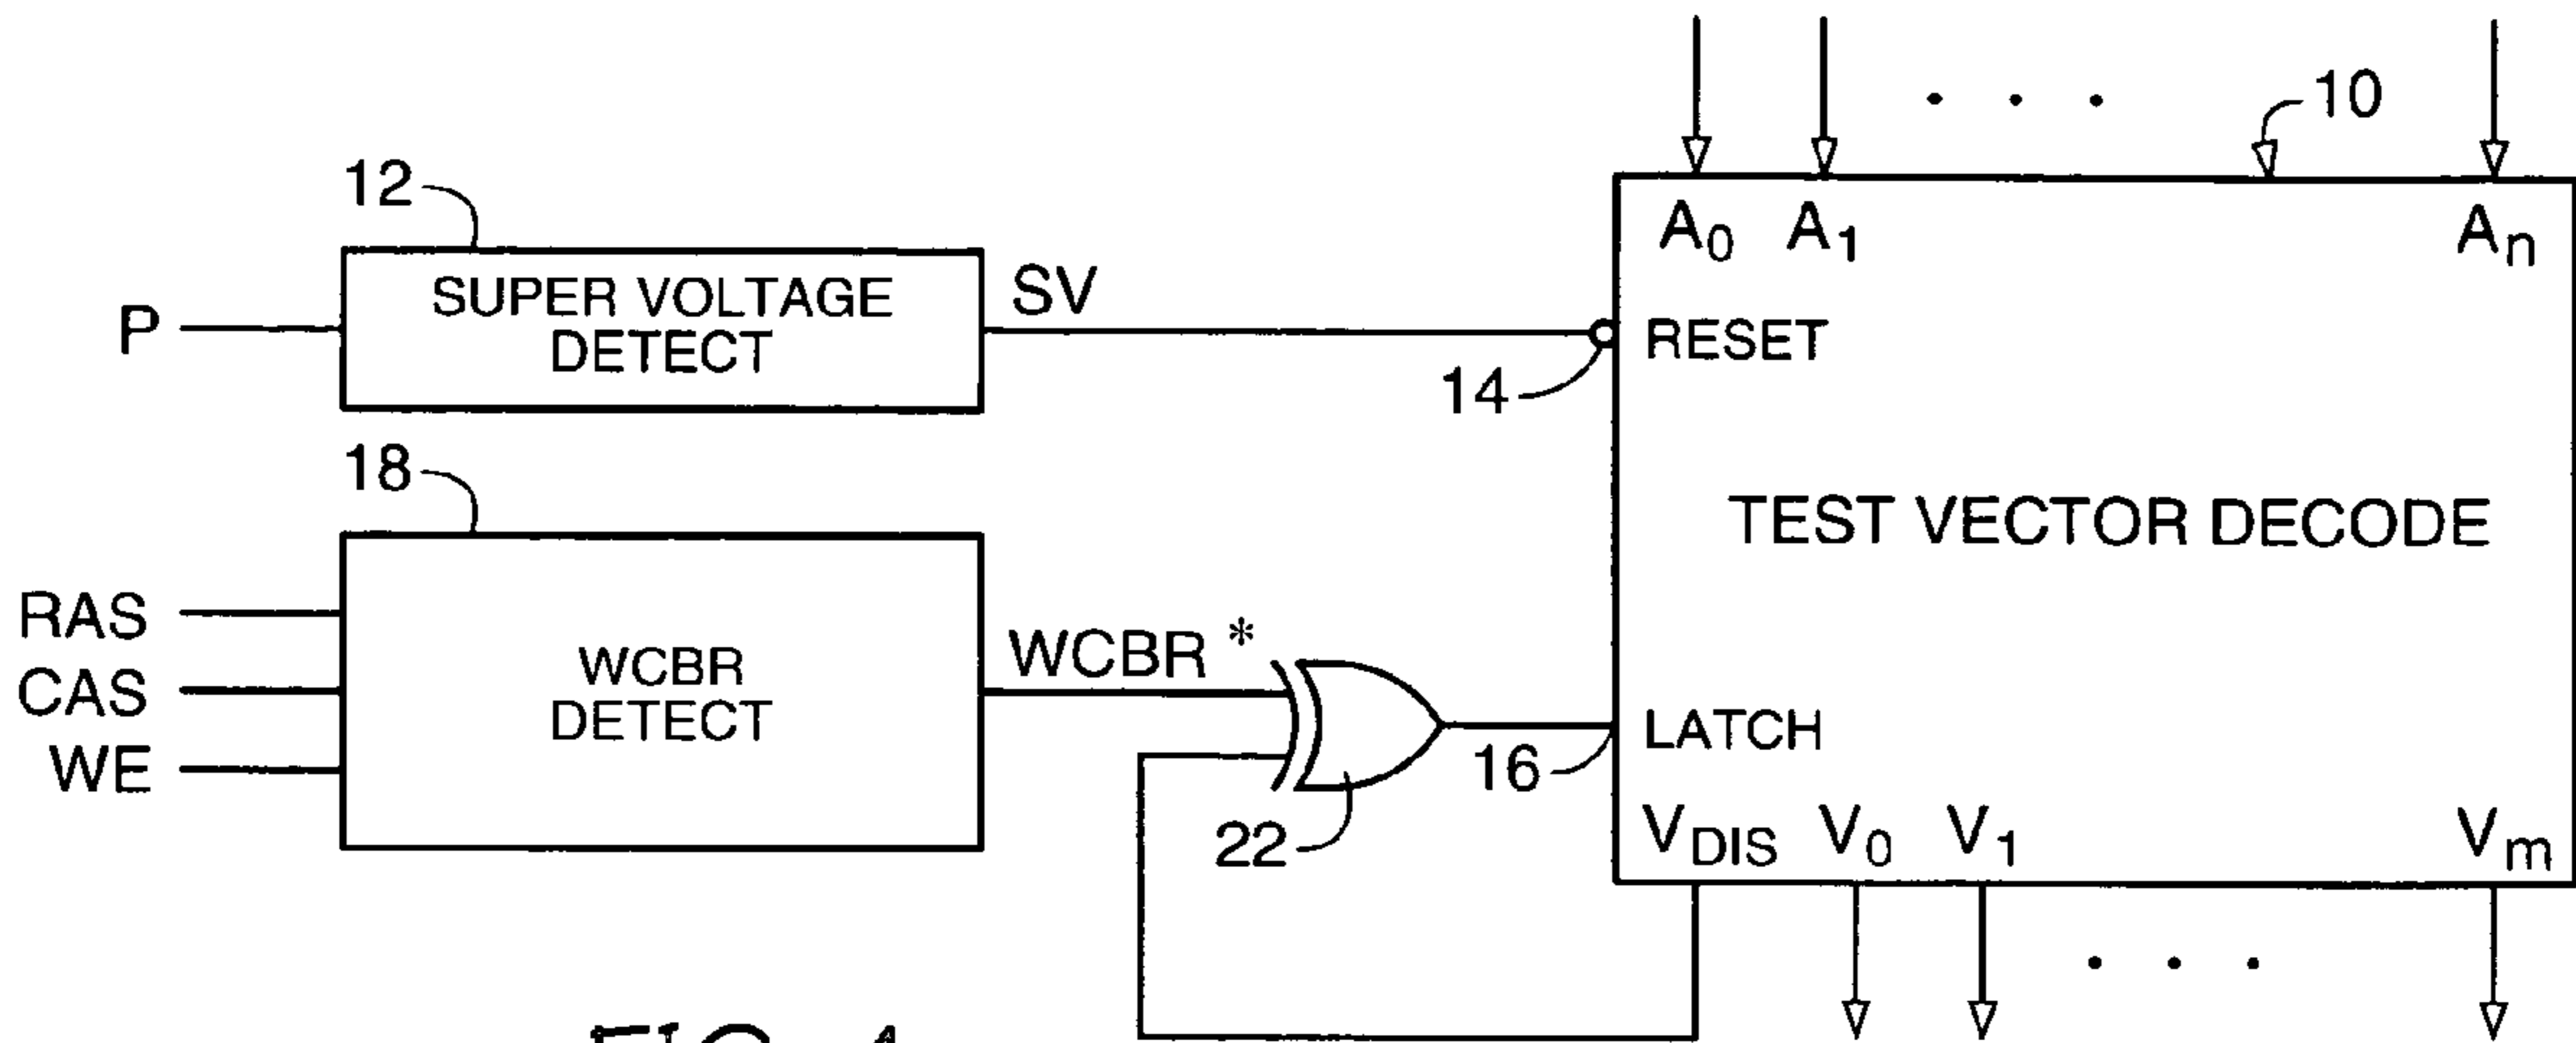 10
12
A0 A1 An
SUPER VOLTAGE
DETECT
SV
P
RESET
14
18
TEST VECTOR DECODE
RAS
CAS
WE
WCBR
DETECT
WCBR *
LATCH
16
22
VDIS V0 V1 Vm